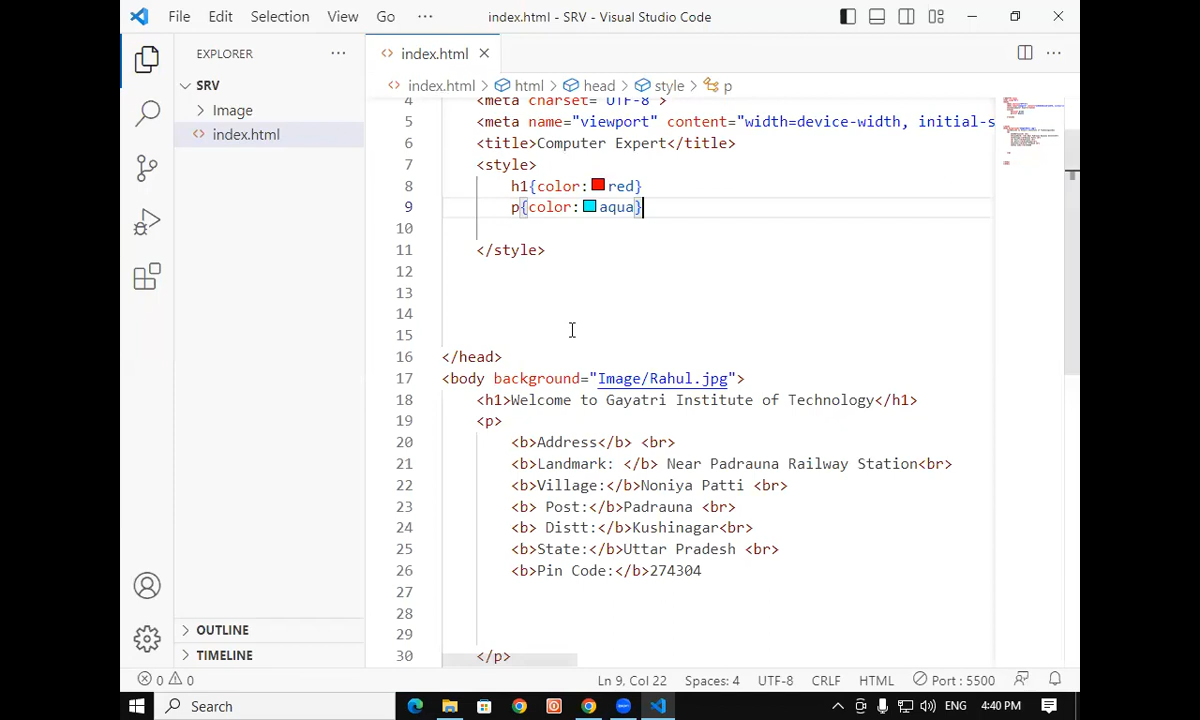 File Edit Selection View Go ··· index.html - SRV - Visual Studio Code
EXPLORER ···
SRV
Image
index.html
OUTLINE
TIMELINE
<> index.html ×
<> index.html > html > head > style > p
4 <meta charset="UTF-8">
5 <meta name="viewport" content="width=device-width, initial-s
6 <title>Computer Expert</title>
7 <style>
8 h1{color:red}
9 p{color:aqua}
10
11 </style>
12
13
14
15
16 </head>
17 <body background="Image/Rahul.jpg">
18 <h1>Welcome to Gayatri Institute of Technology</h1>
19 <p>
20 <b>Address</b> <br>
21 <b>Landmark: </b> Near Padrauna Railway Station<br>
22 <b>Village:</b>Noniya Patti <br>
23 <b> Post:</b>Padrauna <br>
24 <b> Distt:</b>Kushinagar<br>
25 <b>State:</b>Uttar Pradesh <br>
26 <b>Pin Code:</b>274304
27
28
29
30 </p>
0 0 Ln 9, Col 22 Spaces: 4 UTF-8 CRLF HTML Port : 5500
Search ENG 4:40 PM